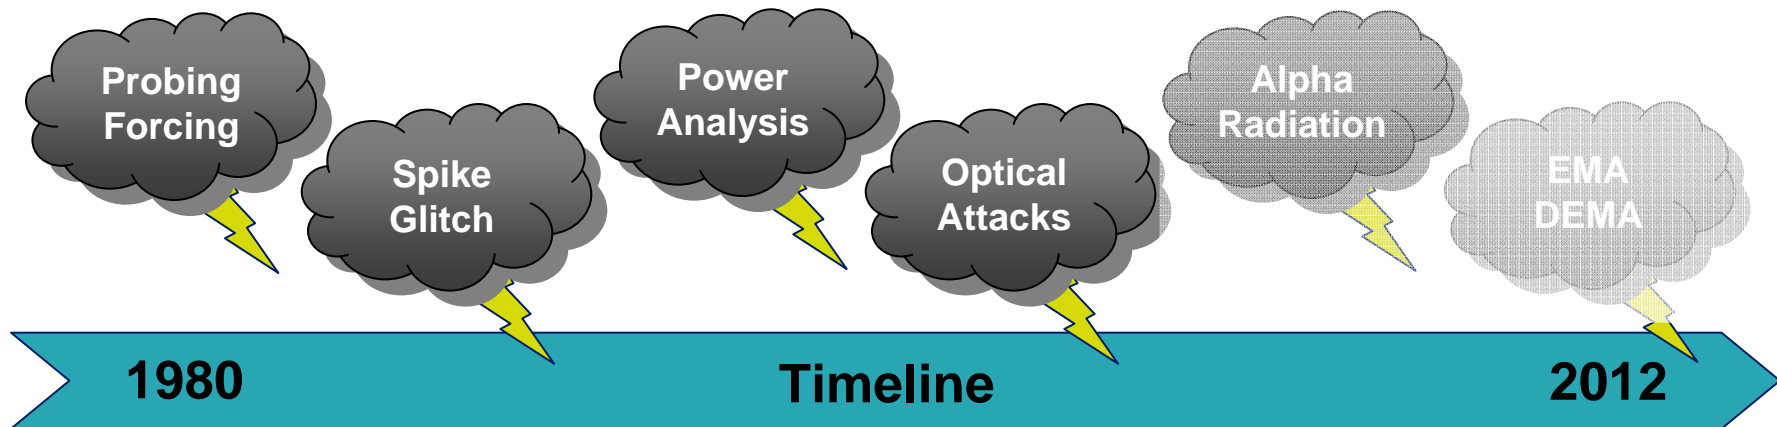 Probing
Forcing
Spike
Glitch
Power
Analysis
Optical
Attacks
Alpha
Radiation
EMA
DEMA
1980
Timeline
2012